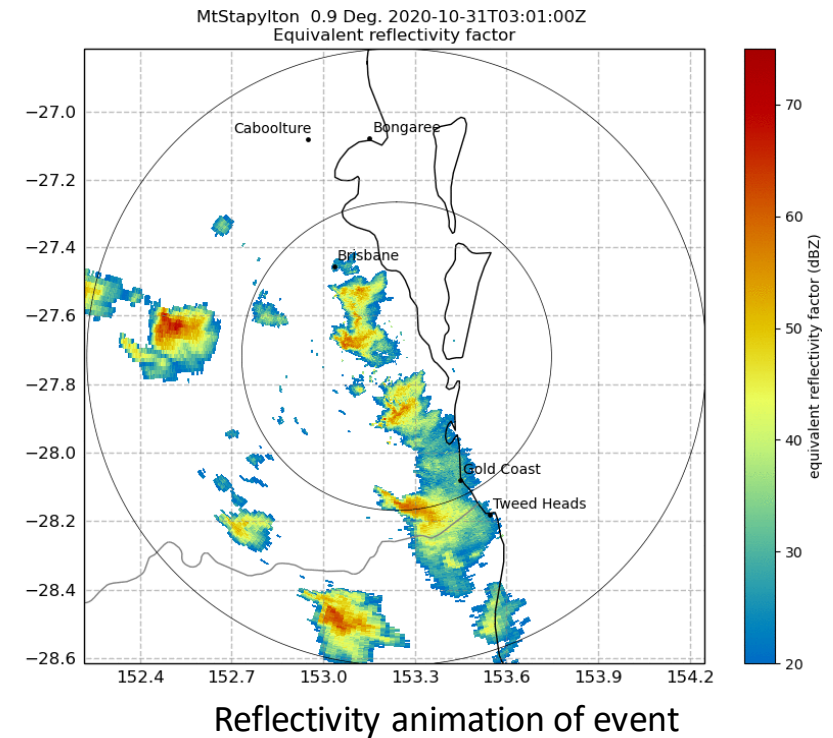 MtStapylton 0.9 Deg. 2020-10-31T03:01:00Z
Equivalent reflectivity factor
−27.0
−27.2
−27.4
−27.6
−27.8
−28.0
−28.2
−28.4
−28.6
Caboolture
Bongaree
Brisbane
Gold Coast
Tweed Heads
152.4 152.7 153.0 153.3 153.6 153.9 154.2
70
60
50
40
30
20
equivalent reflectivity factor (dBZ)
Reflectivity animation of event